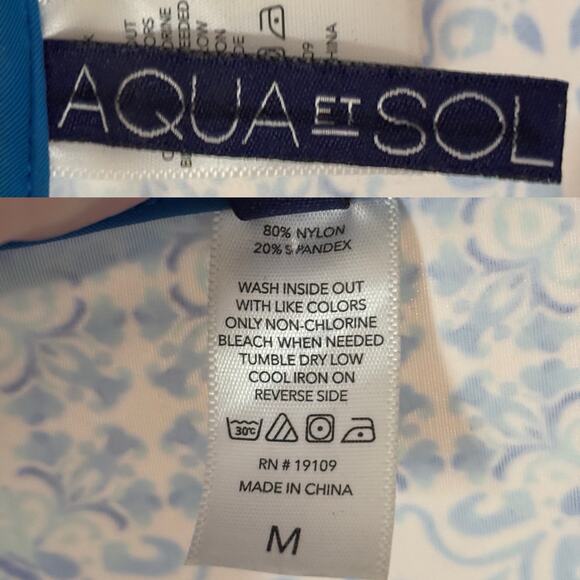 AQUA ET SOL
80% NYLON
20% SPANDEX
WASH INSIDE OUT
WITH LIKE COLORS
ONLY NON-CHLORINE
BLEACH WHEN NEEDED
TUMBLE DRY LOW
COOL IRON ON
REVERSE SIDE
30°C
RN # 19109
MADE IN CHINA
M